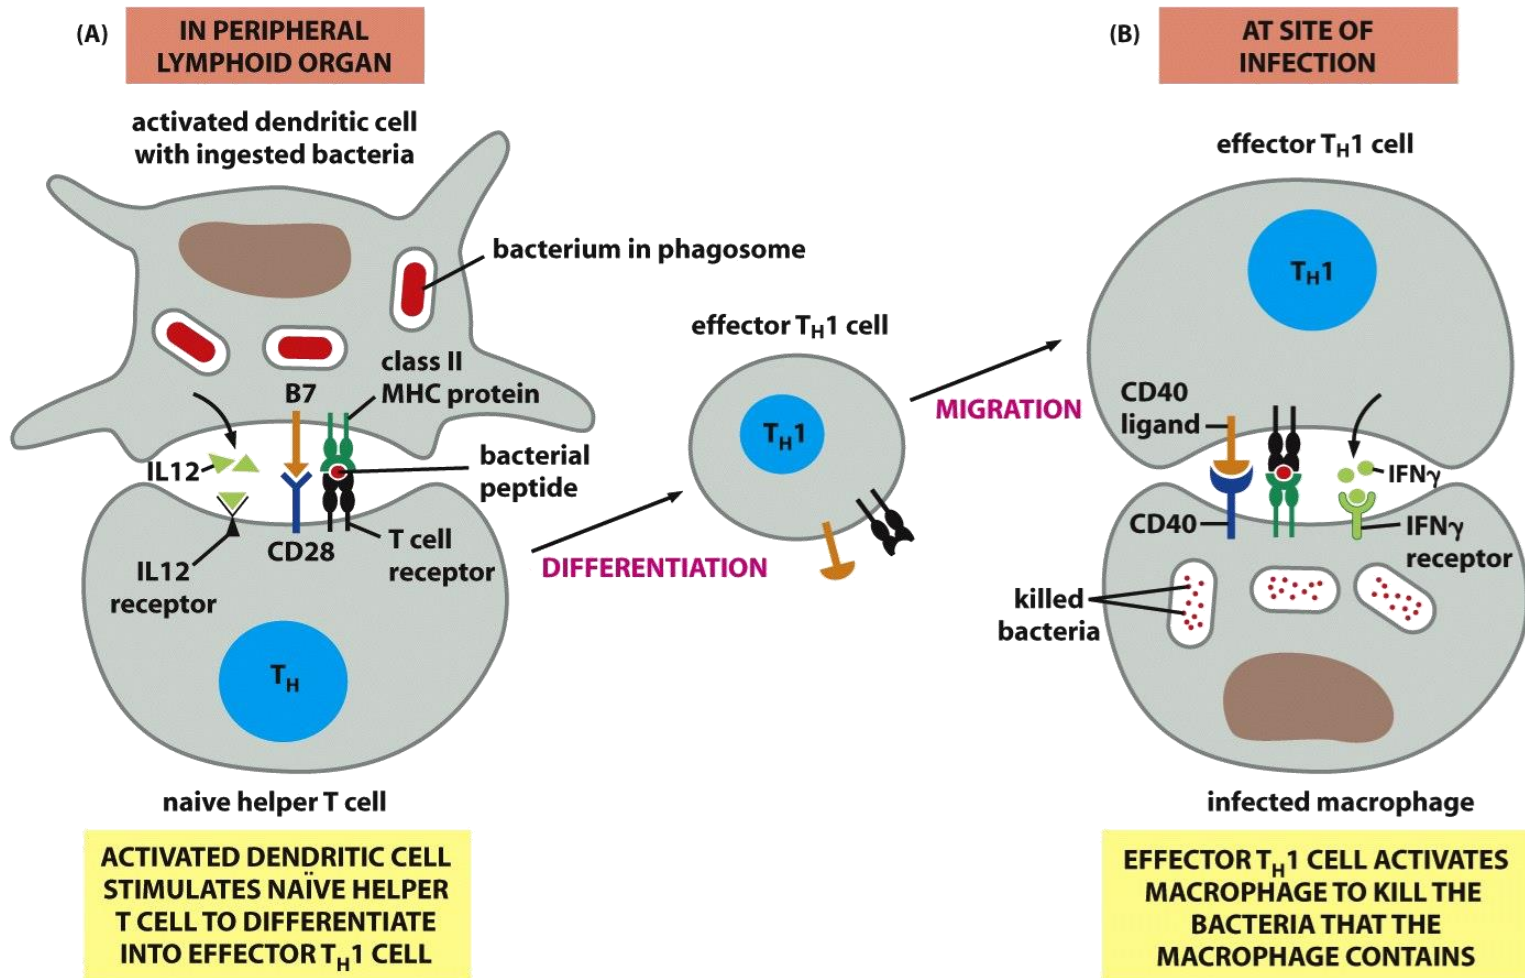 (A)
IN PERIPHERAL
LYMPHOID ORGAN
activated dendritic cell
with ingested bacteria
bacterium in phagosome
class II
MHC protein
B7
IL12
bacterial
peptide
CD28
T cell
receptor
IL12
receptor
TH
naive helper T cell
ACTIVATED DENDRITIC CELL
STIMULATES NAÏVE HELPER
T CELL TO DIFFERENTIATE
INTO EFFECTOR TH1 CELL
DIFFERENTIATION
effector TH1 cell
TH1
MIGRATION
(B)
AT SITE OF
INFECTION
effector TH1 cell
TH1
CD40
ligand
IFNγ
CD40
IFNγ
receptor
killed
bacteria
infected macrophage
EFFECTOR TH1 CELL ACTIVATES
MACROPHAGE TO KILL THE
BACTERIA THAT THE
MACROPHAGE CONTAINS